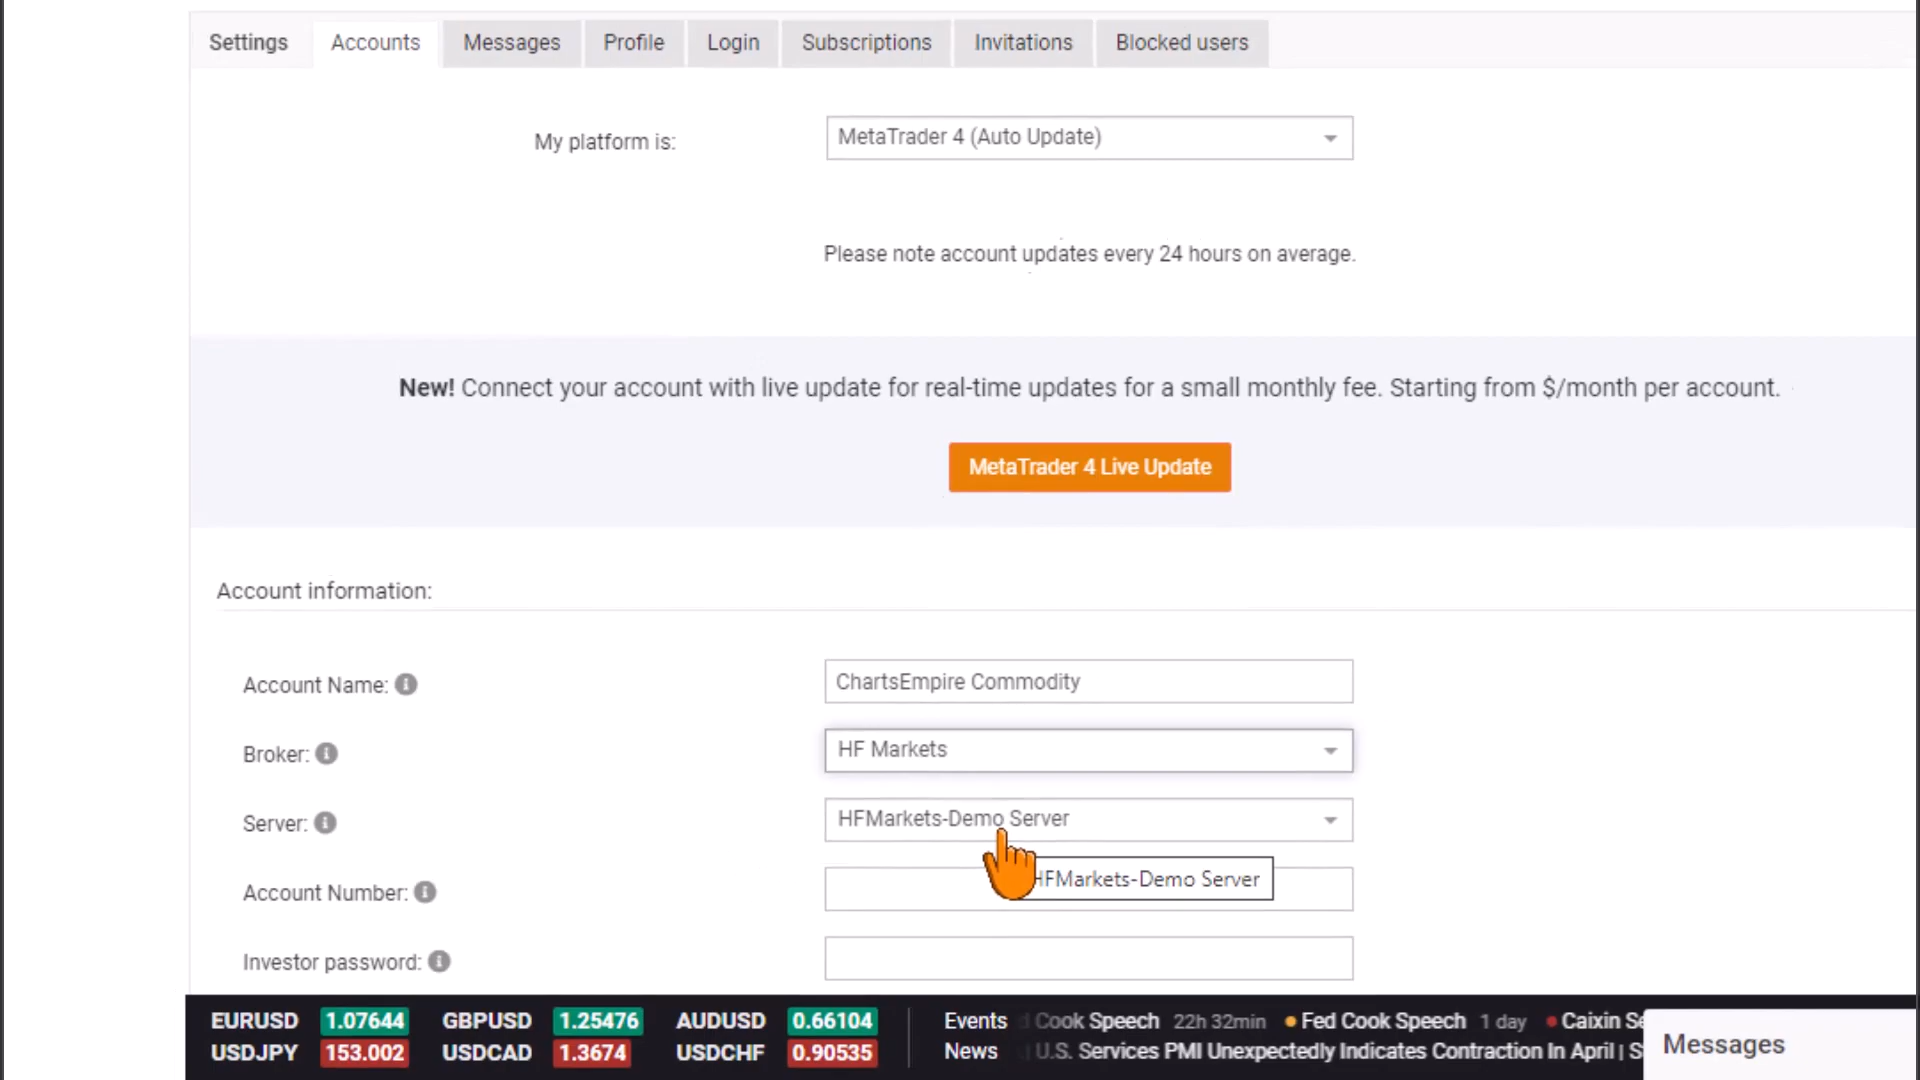 Settings Accounts Messages Profile Login Subscriptions Invitations Blocked users
My platform is: MetaTrader 4 (Auto Update)
Please note account updates every 24 hours on average.
New! Connect your account with live update for real-time updates for a small monthly fee. Starting from $/month per account.
MetaTrader 4 Live Update
Account information:
Account Name: ChartsEmpire Commodity
Broker: HF Markets
Server: HFMarkets-Demo Server
HFMarkets-Demo Server
Account Number:
Investor password:
EURUSD 1.07644 GBPUSD 1.25476 AUDUSD 0.66104 Events Cook Speech 22h 32min Fed Cook Speech 1 day Caixin
USDJPY 153.002 USDCAD 1.3674 USDCHF 0.90535 News U.S. Services PMI Unexpectedly Indicates Contraction In April |
Messages